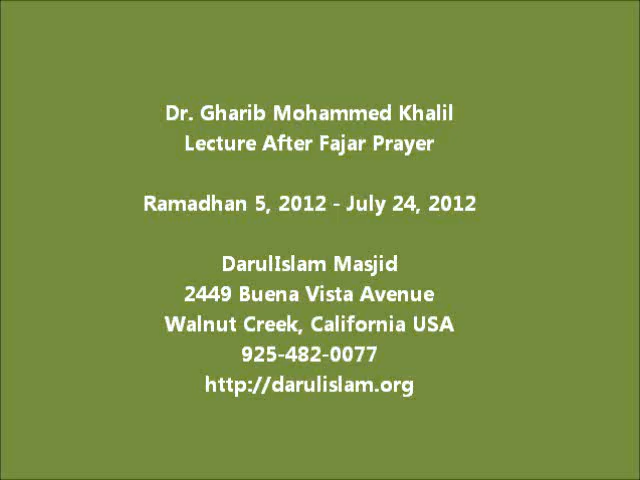 Dr. Gharib Mohammed Khalil
Lecture After Fajar Prayer
Ramadhan 5, 2012 - July 24, 2012
DarulIslam Masjid
2449 Buena Vista Avenue
Walnut Creek, California USA
925-482-0077
http://darulislam.org